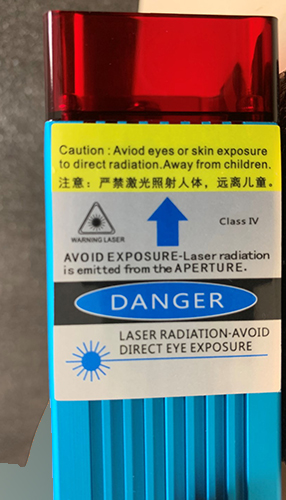 Caution : Aviod eyes or skin exposure
to direct radiation.Away from children.
注意：严禁激光照射人体，远离儿童。
Class IV
WARNING LASER
AVOID EXPOSURE-Laser radiation
is emitted from the APERTURE.
DANGER
LASER RADIATION-AVOID
DIRECT EYE EXPOSURE